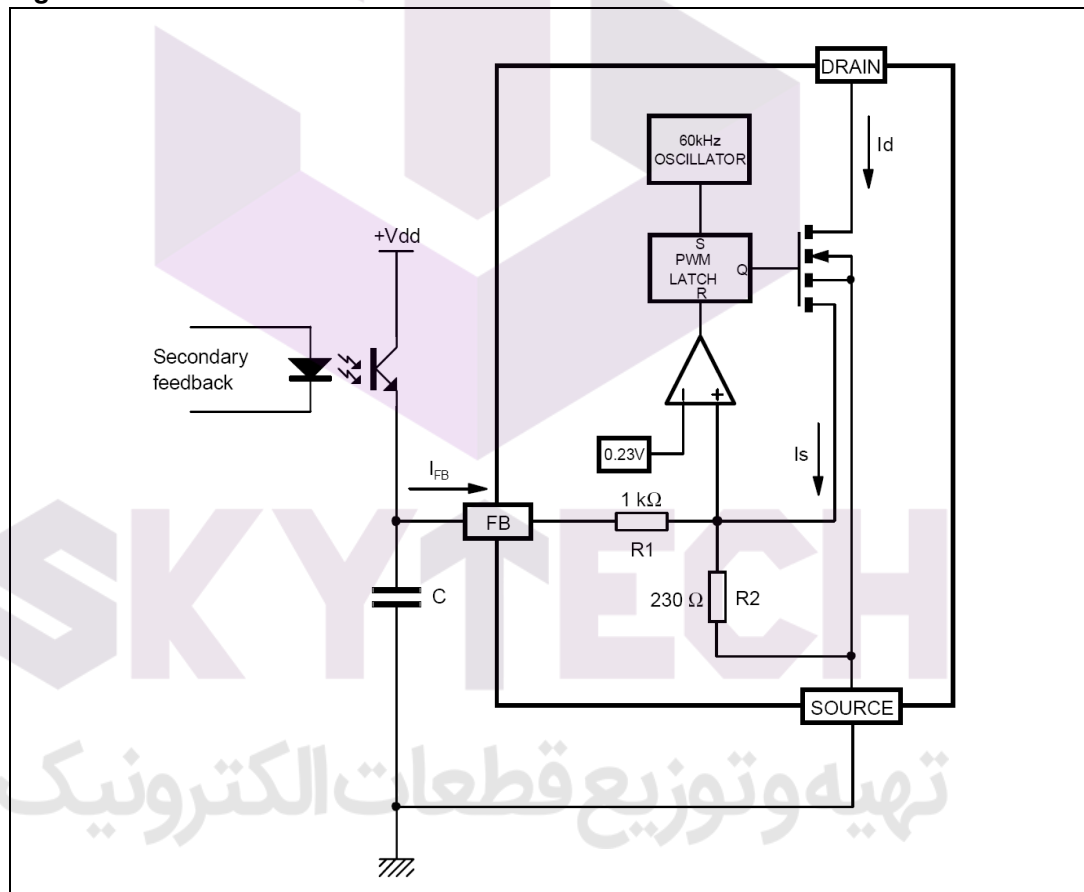 DRAIN
60kHz
OSCILLATOR
Id
+Vdd
S
PWM
LATCH
Q
R
Secondary
feedback
- +
0.23V
Is
IFB
1 kΩ
FB
R1
C
230 Ω R2
SKYTECH
SOURCE
تهیه و توزیع قطعات الکترونیک